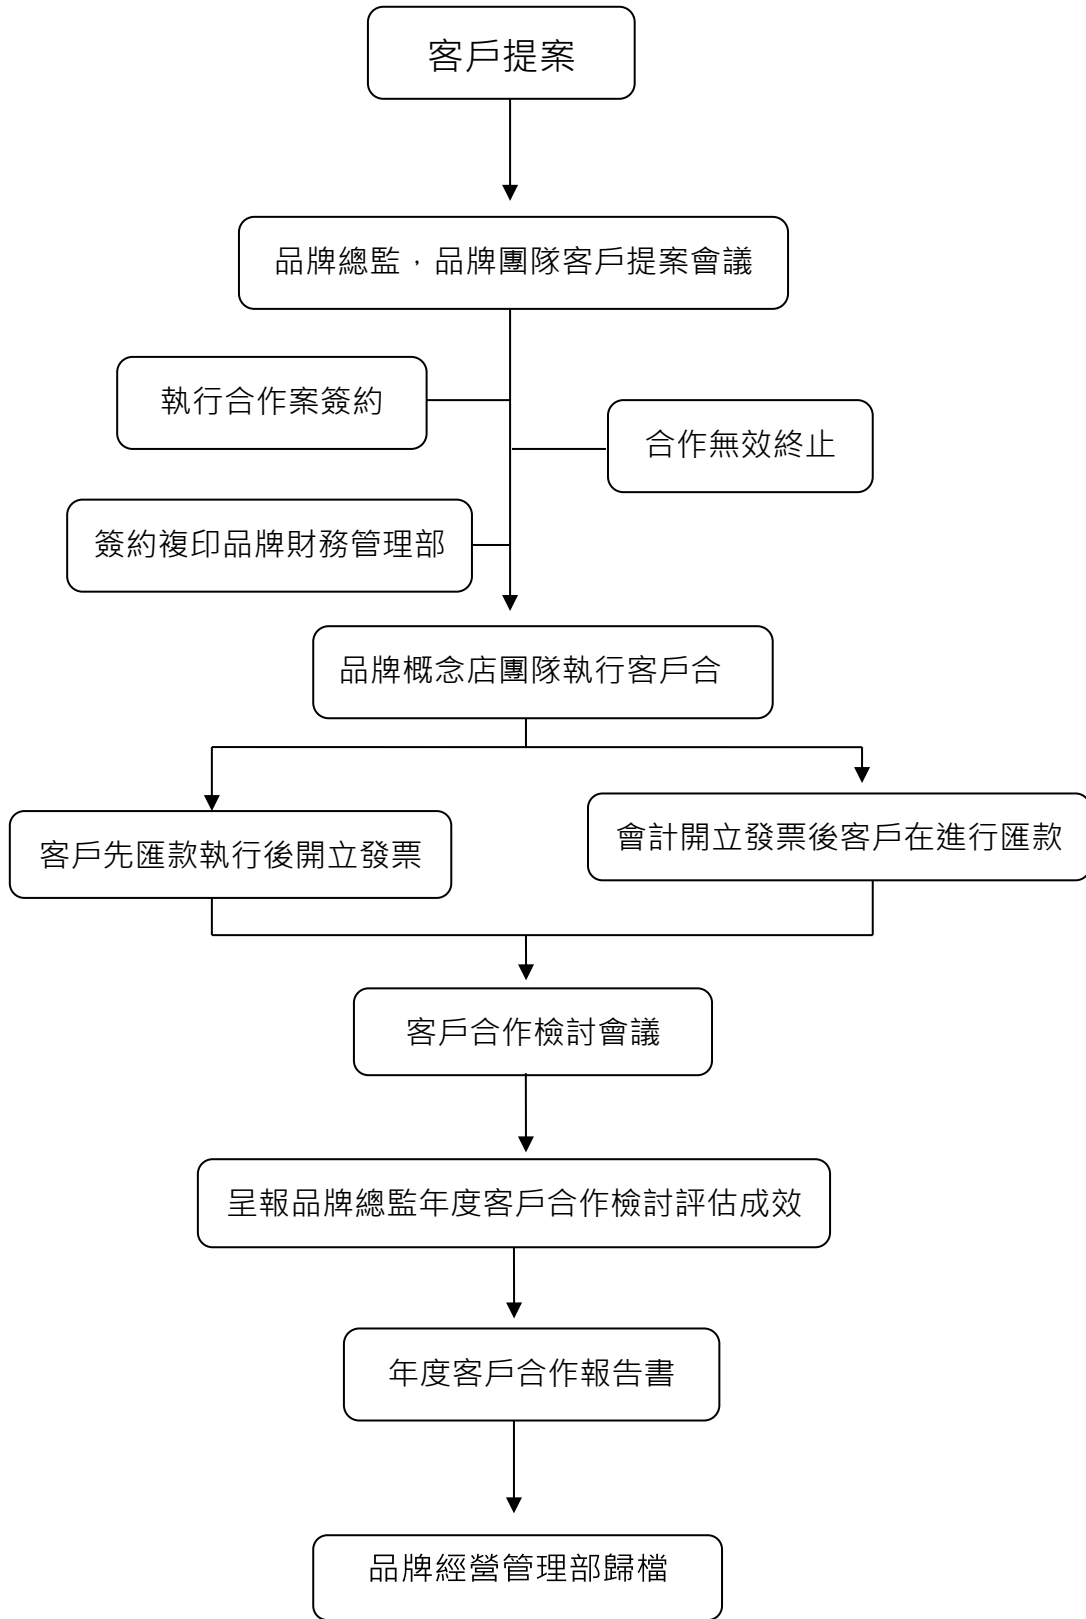 客戶提案
品牌總監，品牌團隊客戶提案會議
執行合作案簽約
合作無效終止
簽約複印品牌財務管理部
品牌概念店團隊執行客戶合
客戶先匯款執行後開立發票
會計開立發票後客戶在進行匯款
客戶合作檢討會議
呈報品牌總監年度客戶合作檢討評估成效
年度客戶合作報告書
品牌經營管理部歸檔